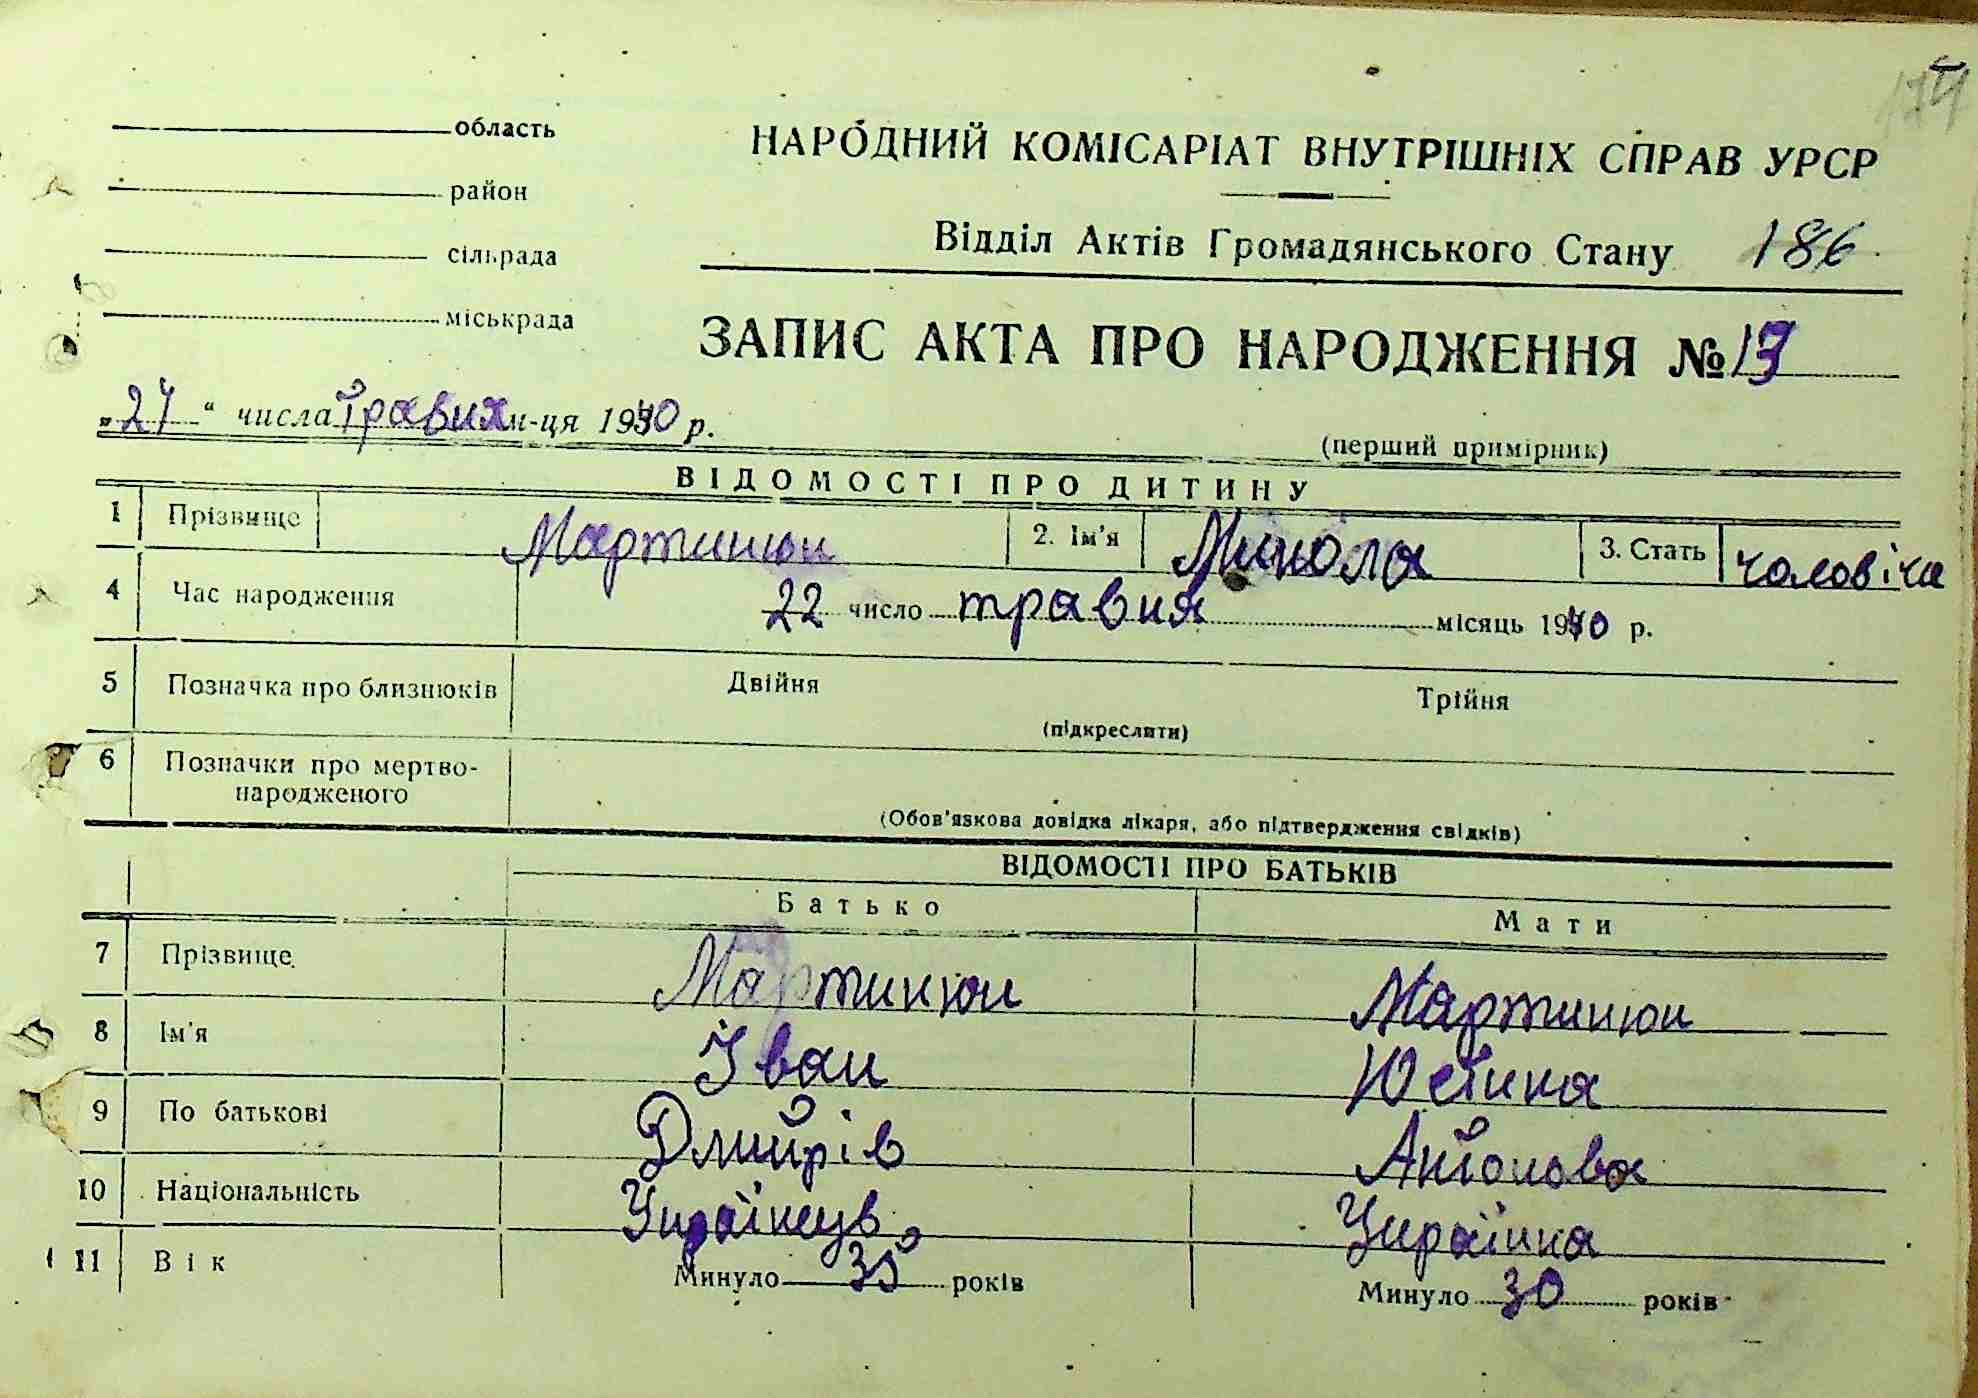 область
район
сільрада
міськрада
НАРОДНИЙ КОМІСАРІАТ ВНУТРІШНІХ СПРАВ УРСР
Відділ Актів Громадянського Стану 186
ЗАПИС АКТА ПРО НАРОДЖЕННЯ №
числа травня м-ця 1940 р.
(перший примірник)
ВІДОМОСТІ ПРО ДИТИНУ
1 Прізвище Мартинюк 2. Ім'я Микола 3. Стать чоловіча
4 Час народження 22 число травня місяць 1940 р.
5 Позначка про близнюків Двійня Трійня
(підкреслити)
6 Позначки про мертво-
народженого
(Обов'язкова довідка лікаря, або підтвердження свідків)
ВІДОМОСТІ ПРО БАТЬКІВ
Батько Мати
7 Прізвище Мартинюк Мартинюк
8 Ім'я Іван Юстина
9 По батькові Дмитрів Антонова
10 Національність Українець Українка
11 Вік Минуло 35 років Минуло 30 років